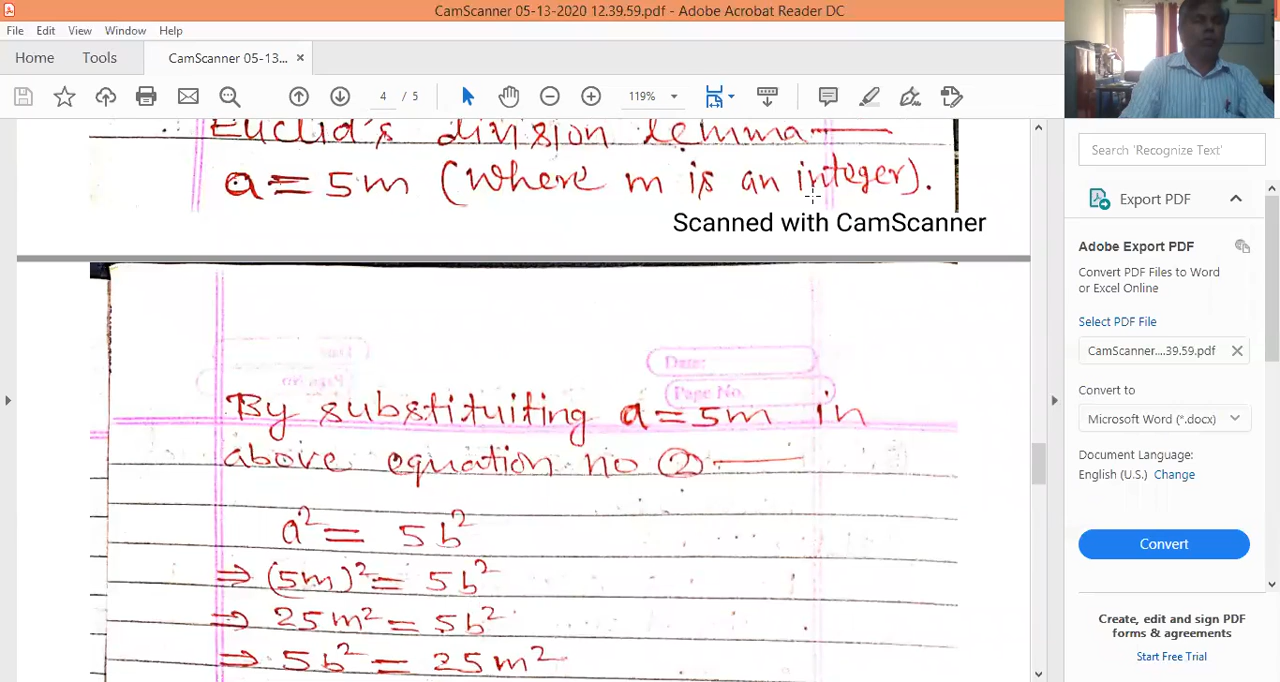 CamScanner 05-13-2020 12.39.59.pdf - Adobe Acrobat Reader DC
File Edit View Window Help
Home Tools CamScanner 05-13... ×
4 / 5 119%
Euclid's division lemma
a = 5m (where m is an integer).
Scanned with CamScanner
Date:
Page No.
By substituiting a = 5m in
above equation no ②
a² = 5b²
⇒ (5m)² = 5b²
⇒ 25m² = 5b²
⇒ 5b² = 25m²
Search 'Recognize Text'
Export PDF
Adobe Export PDF
Convert PDF Files to Word
or Excel Online
Select PDF File
CamScanner....39.59.pdf
Convert to
Microsoft Word (*.docx)
Document Language:
English (U.S.) Change
Convert
Create, edit and sign PDF
forms & agreements
Start Free Trial